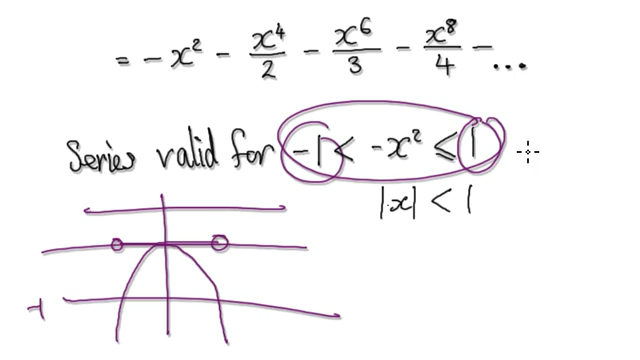 = -x² - x⁴/2 - x⁶/3 - x⁸/4 - ...
Series valid for -1 < -x² ≤ 1
|x| < 1
-1